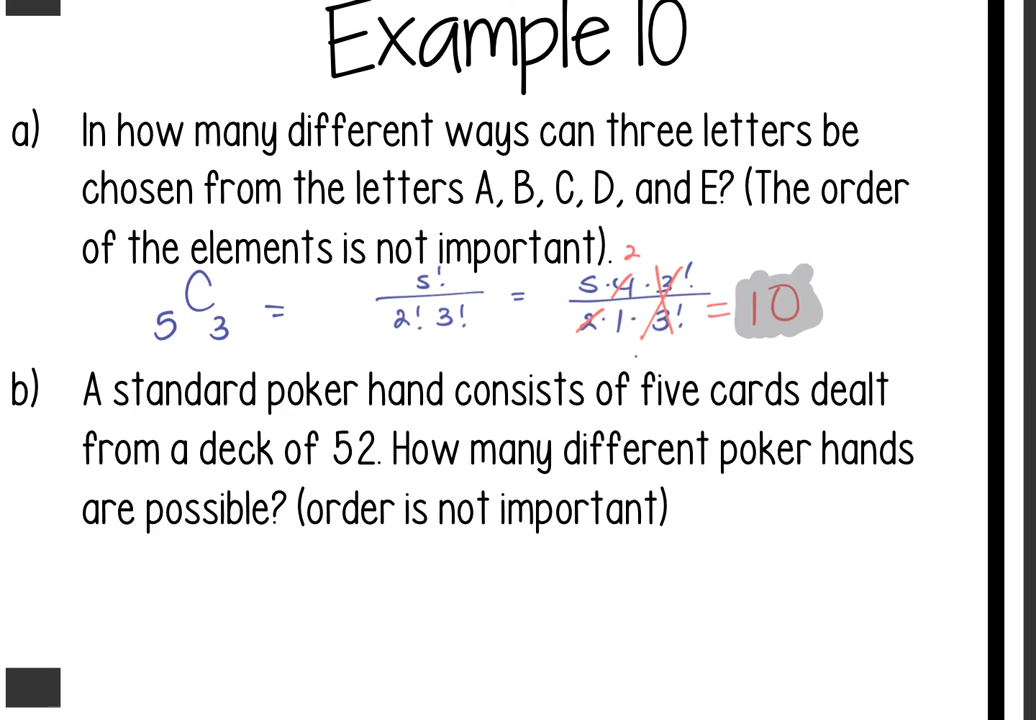 Example 10
a) In how many different ways can three letters be
chosen from the letters A, B, C, D, and E? (The order
of the elements is not important).
₅C₃ = 5!/(2! 3!) = (5·4·3!)/(2·1·3!) = 10
2
b) A standard poker hand consists of five cards dealt
from a deck of 52. How many different poker hands
are possible? (order is not important)